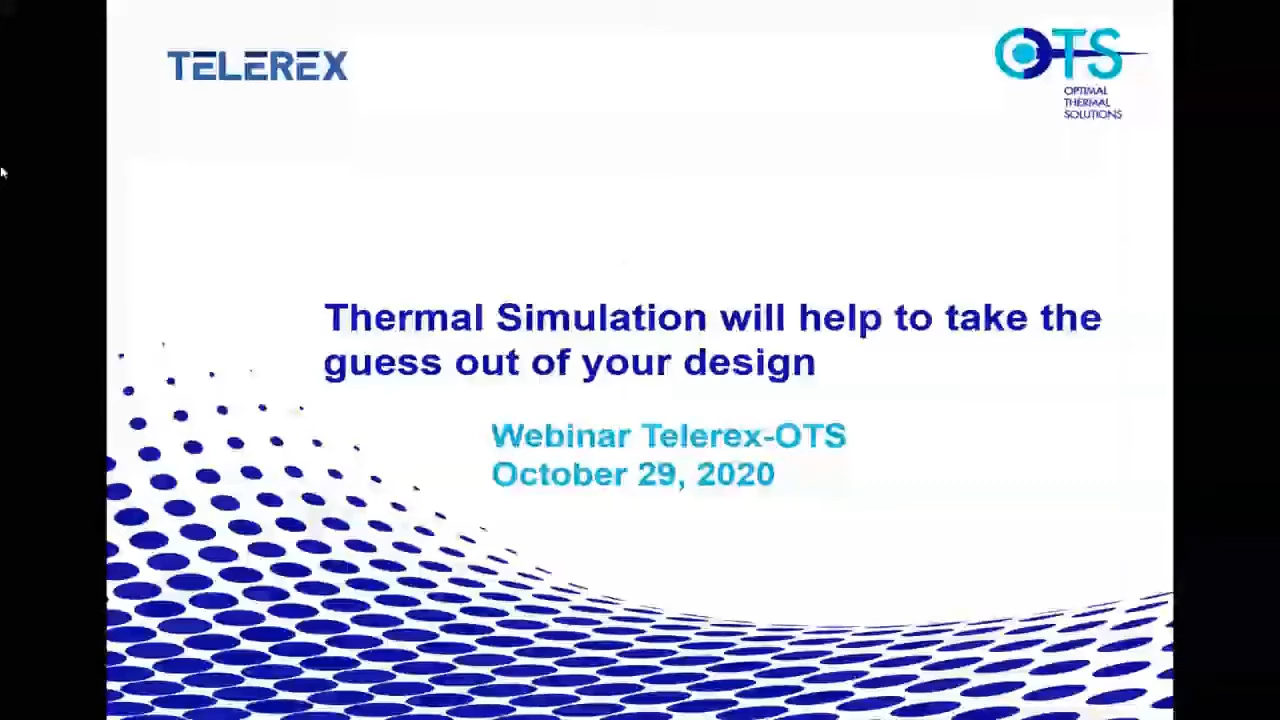 TELEREX
OTS
OPTIMAL
THERMAL
SOLUTIONS
Thermal Simulation will help to take the
guess out of your design
Webinar Telerex-OTS
October 29, 2020